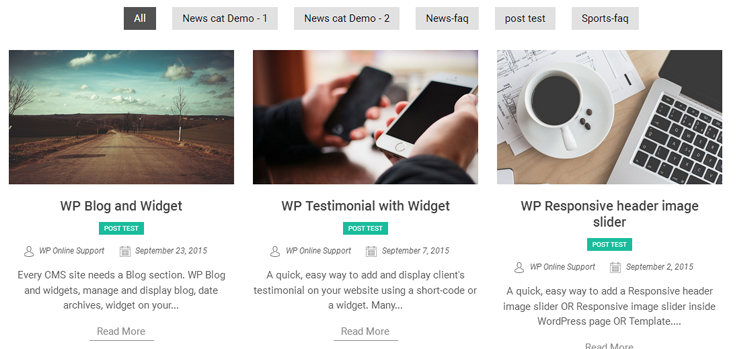 All
News cat Demo - 1
News cat Demo - 2
News-faq
post test
Sports-faq
WP Blog and Widget
POST TEST
WP Online Support
September 23, 2015
Every CMS site needs a Blog section. WP Blog
and widgets, manage and display blog, date
archives, widget on your...
Read More
WP Testimonial with Widget
POST TEST
WP Online Support
September 7, 2015
A quick, easy way to add and display client's
testimonial on your website using a short-code or
a widget. Many...
Read More
WP Responsive header image
slider
POST TEST
WP Online Support
September 2, 2015
A quick, easy way to add a Responsive header
image slider OR Responsive image slider inside
WordPress page OR Template....
Read More